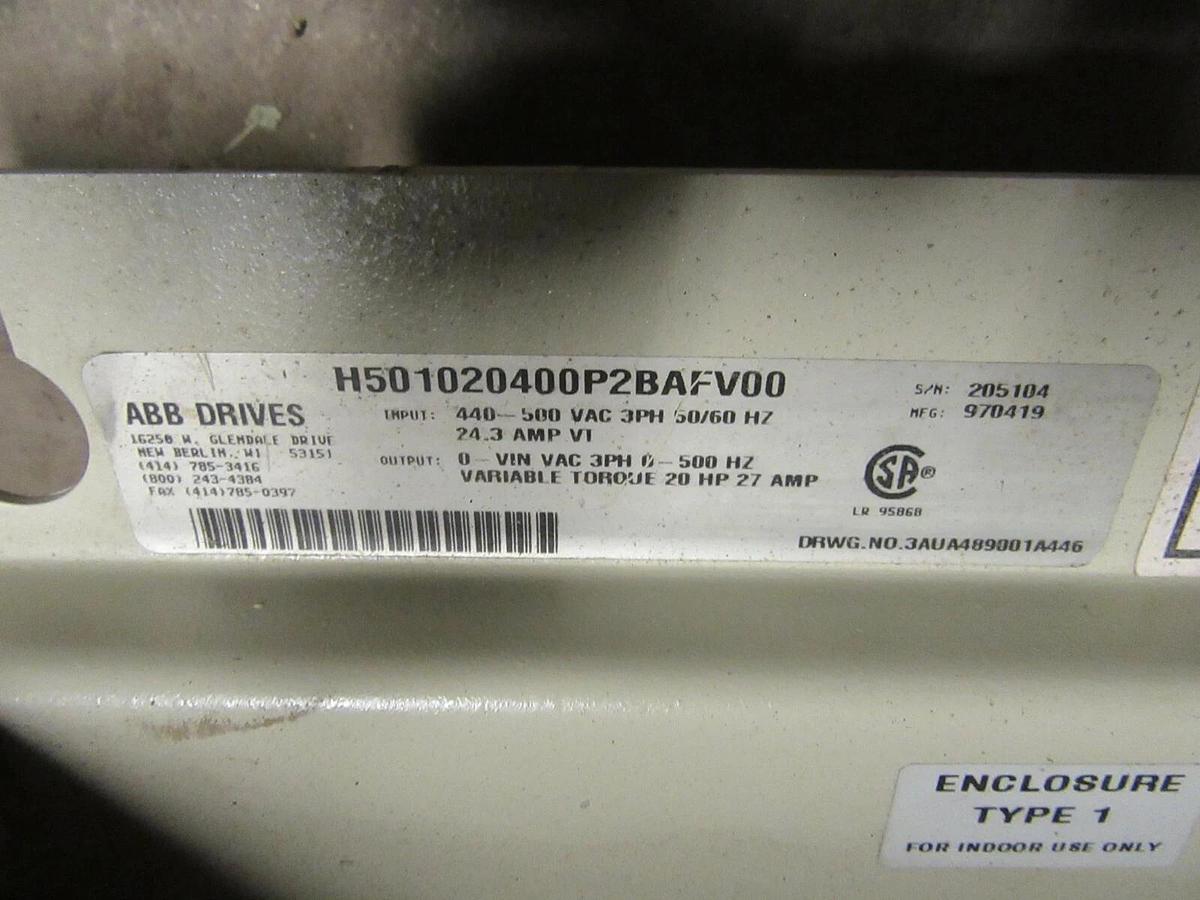 H501020400P2BAFV00
ABB DRIVES
16250 W. GLENDALE DRIVE
NEW BERLIN, WI 53151
(414) 785-3416
(800) 243-4384
FAX (414)785-0397
INPUT: 440-500 VAC 3PH 50/60 HZ
24.3 AMP VT
OUTPUT: 0-VIN VAC 3PH 0-500 HZ
VARIABLE TORQUE 20 HP 27 AMP
S/N: 205104
MFG: 970419
SA®
LR 95868
DRWG.NO.3AUA489001A446
ENCLOSURE
TYPE 1
FOR INDOOR USE ONLY